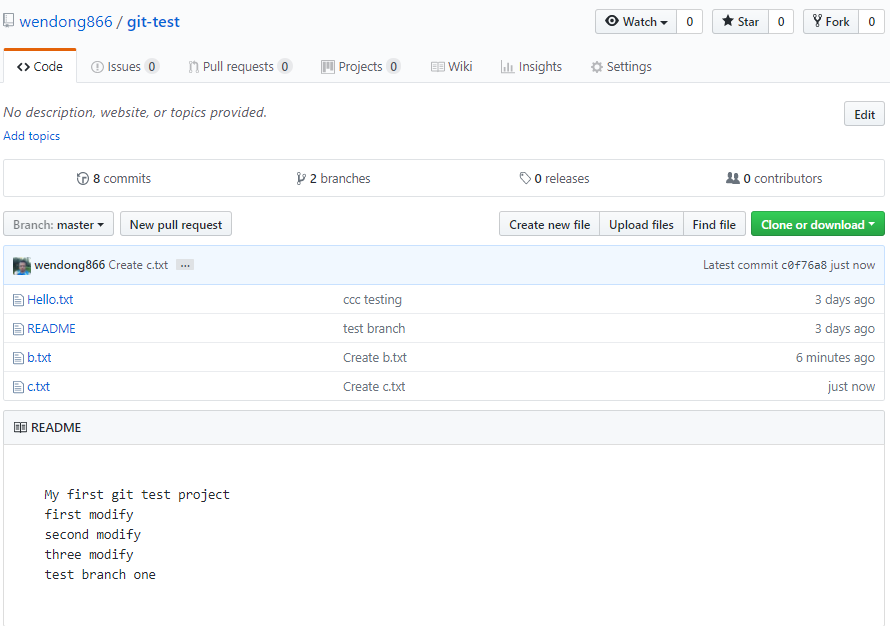 wendong866 / git-test Watch 0 Star 0 Fork 0
Code Issues 0 Pull requests 0 Projects 0 Wiki Insights Settings
No description, website, or topics provided. Edit
Add topics
8 commits 2 branches 0 releases 0 contributors
Branch: master New pull request Create new file Upload files Find file Clone or download
wendong866 Create c.txt ... Latest commit c0f76a8 just now
Hello.txt ccc testing 3 days ago
README test branch 3 days ago
b.txt Create b.txt 6 minutes ago
c.txt Create c.txt just now
README
My first git test project
first modify
second modify
three modify
test branch one